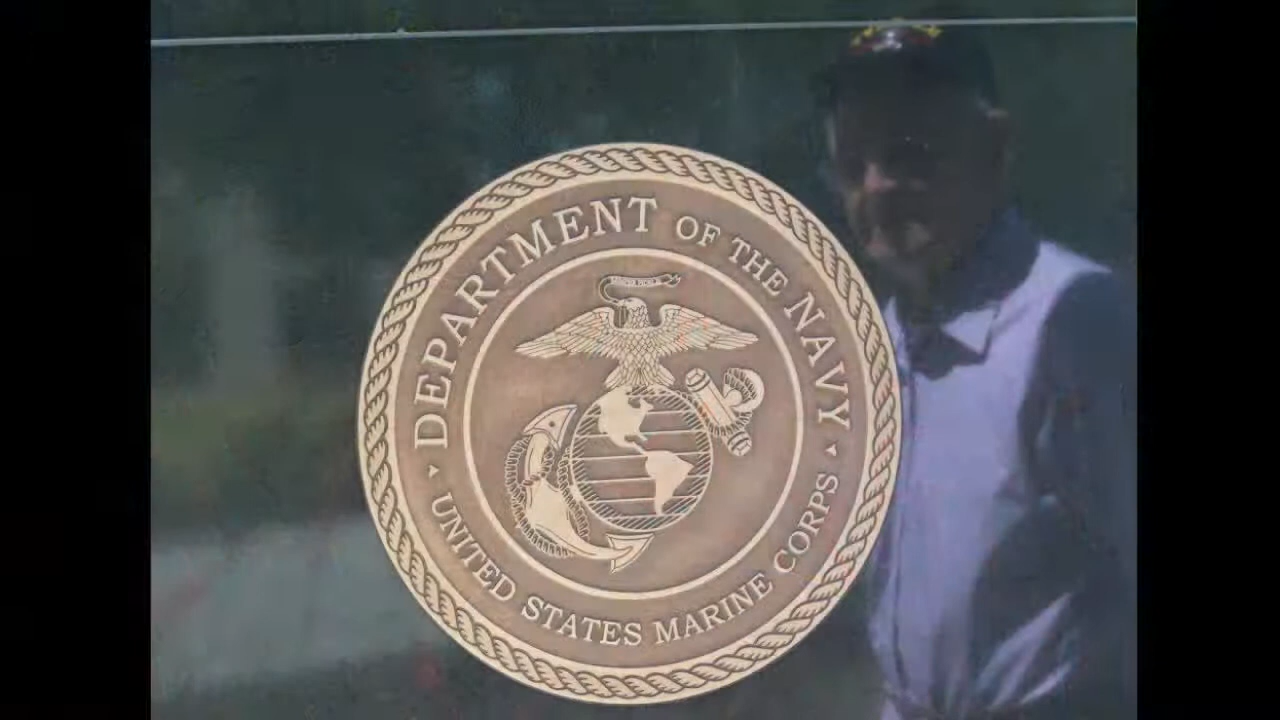 DEPARTMENT OF THE NAVY
UNITED STATES MARINE CORPS